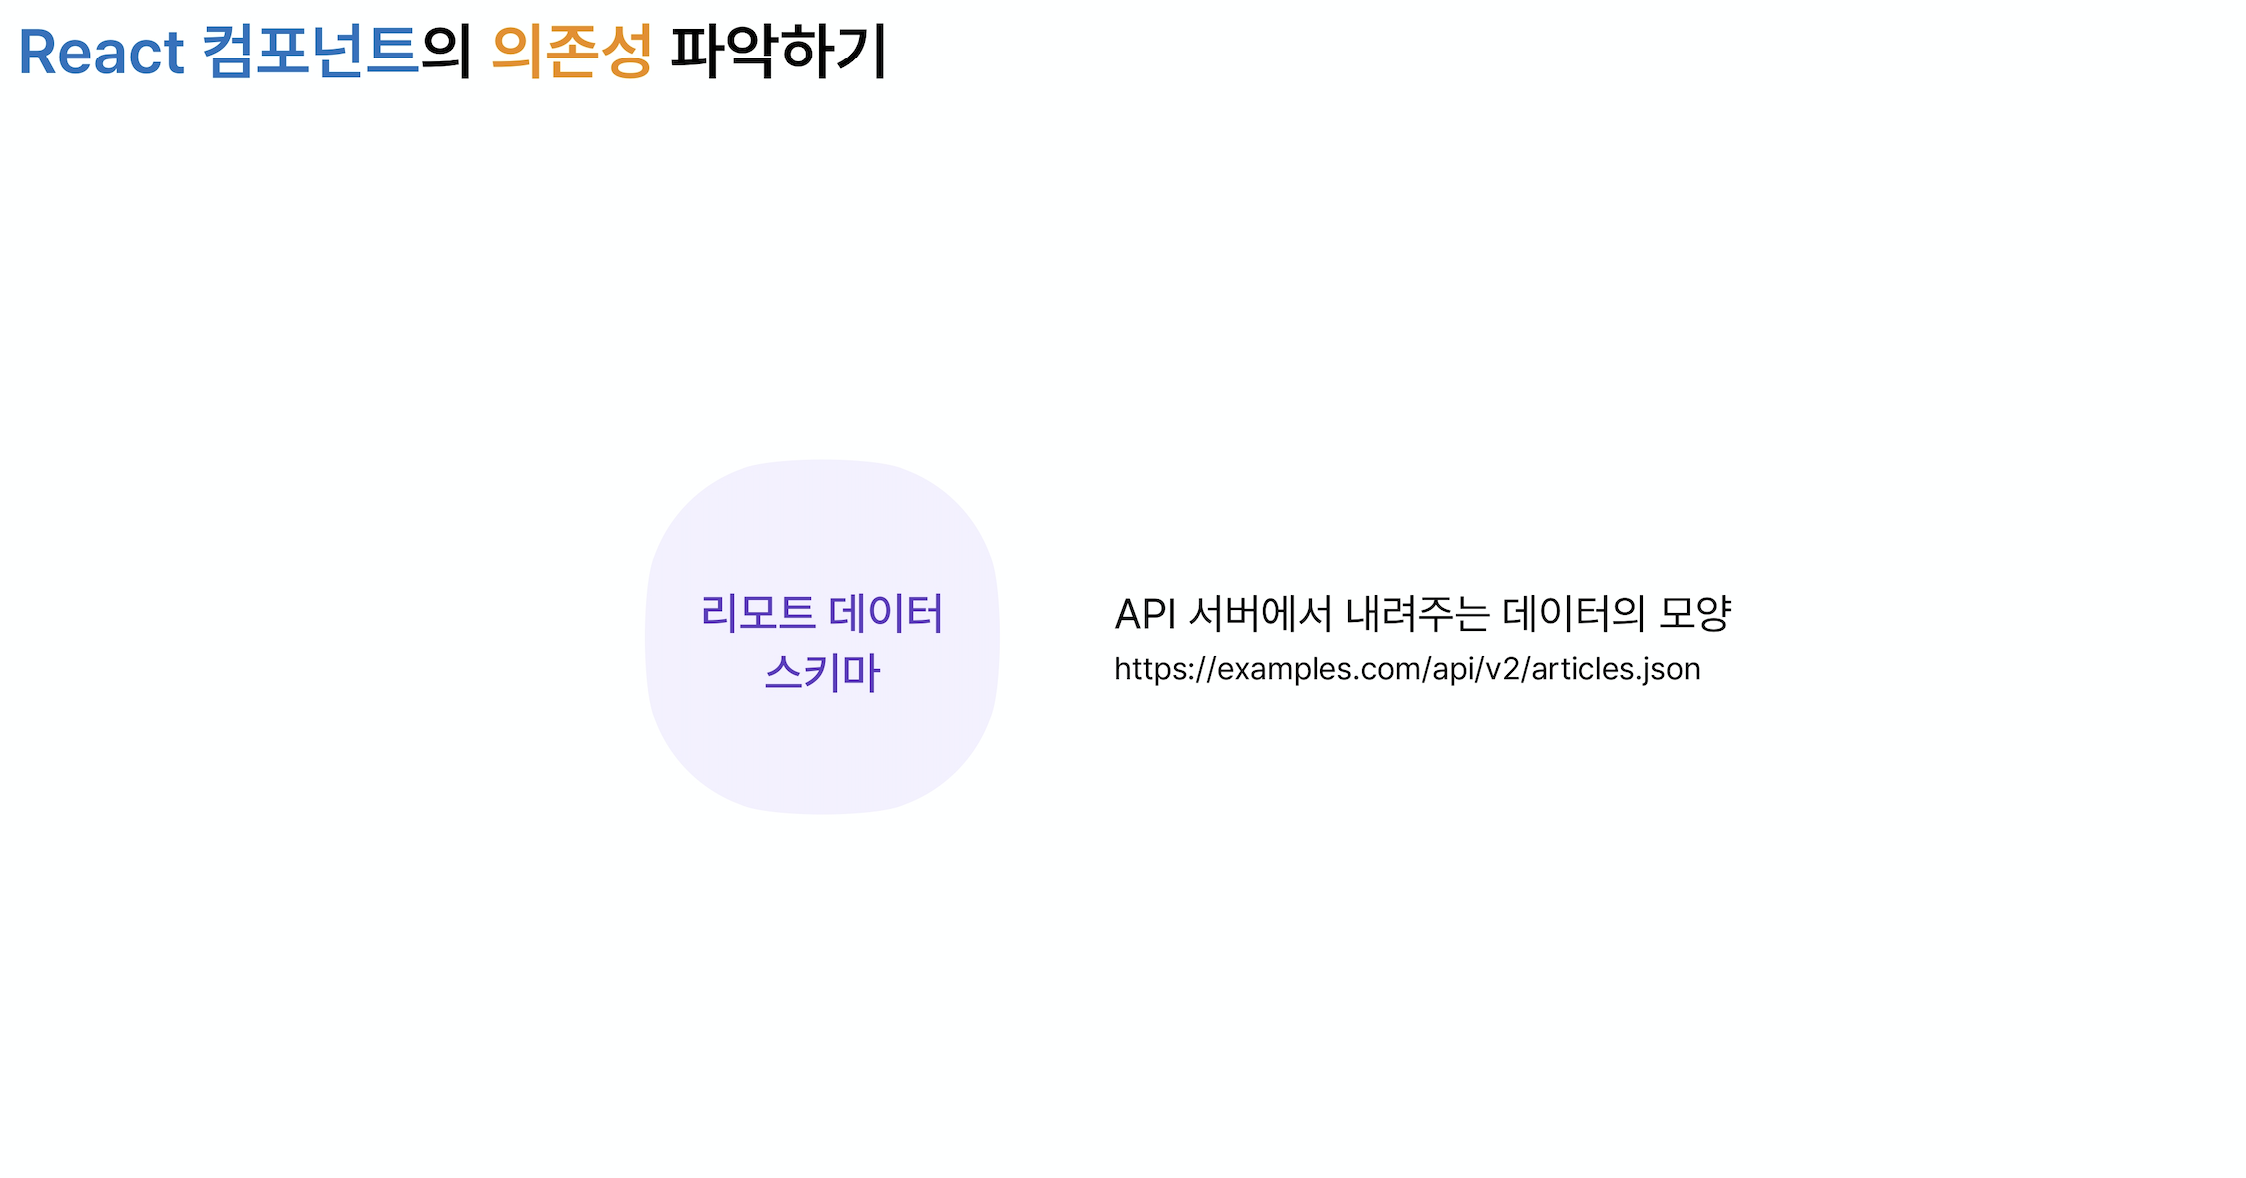 React 컴포넌트의 의존성 파악하기
리모트 데이터
스키마
API 서버에서 내려주는 데이터의 모양
https://examples.com/api/v2/articles.json